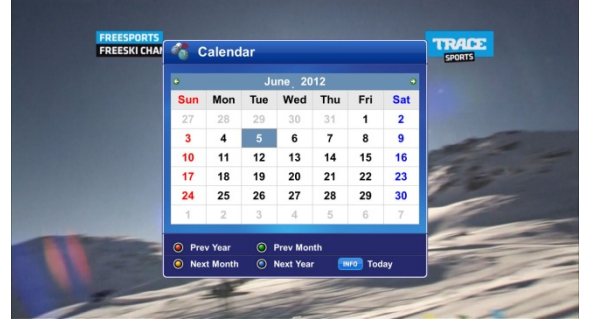 FREESPORTS
FREESKI CHA
TRACE
SPORTS
Calendar
June 2012
Sun Mon Tue Wed Thu Fri Sat
27 28 29 30 31 1 2
3 4 5 6 7 8 9
10 11 12 13 14 15 16
17 18 19 20 21 22 23
24 25 26 27 28 29 30
1 2 3 4 5 6 7
Prev Year Prev Month
Next Month Next Year INFO Today